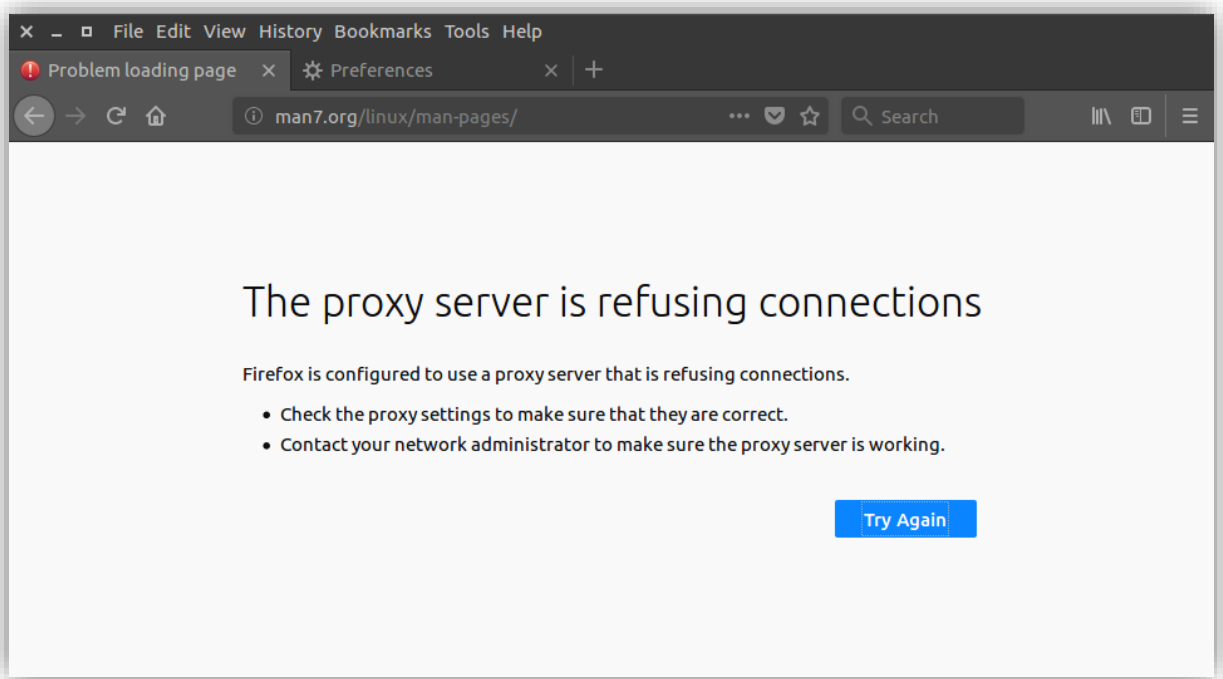 File Edit View History Bookmarks Tools Help
Problem loading page Preferences
man7.org/linux/man-pages/ Search
The proxy server is refusing connections
Firefox is configured to use a proxy server that is refusing connections.
Check the proxy settings to make sure that they are correct.
Contact your network administrator to make sure the proxy server is working.
Try Again